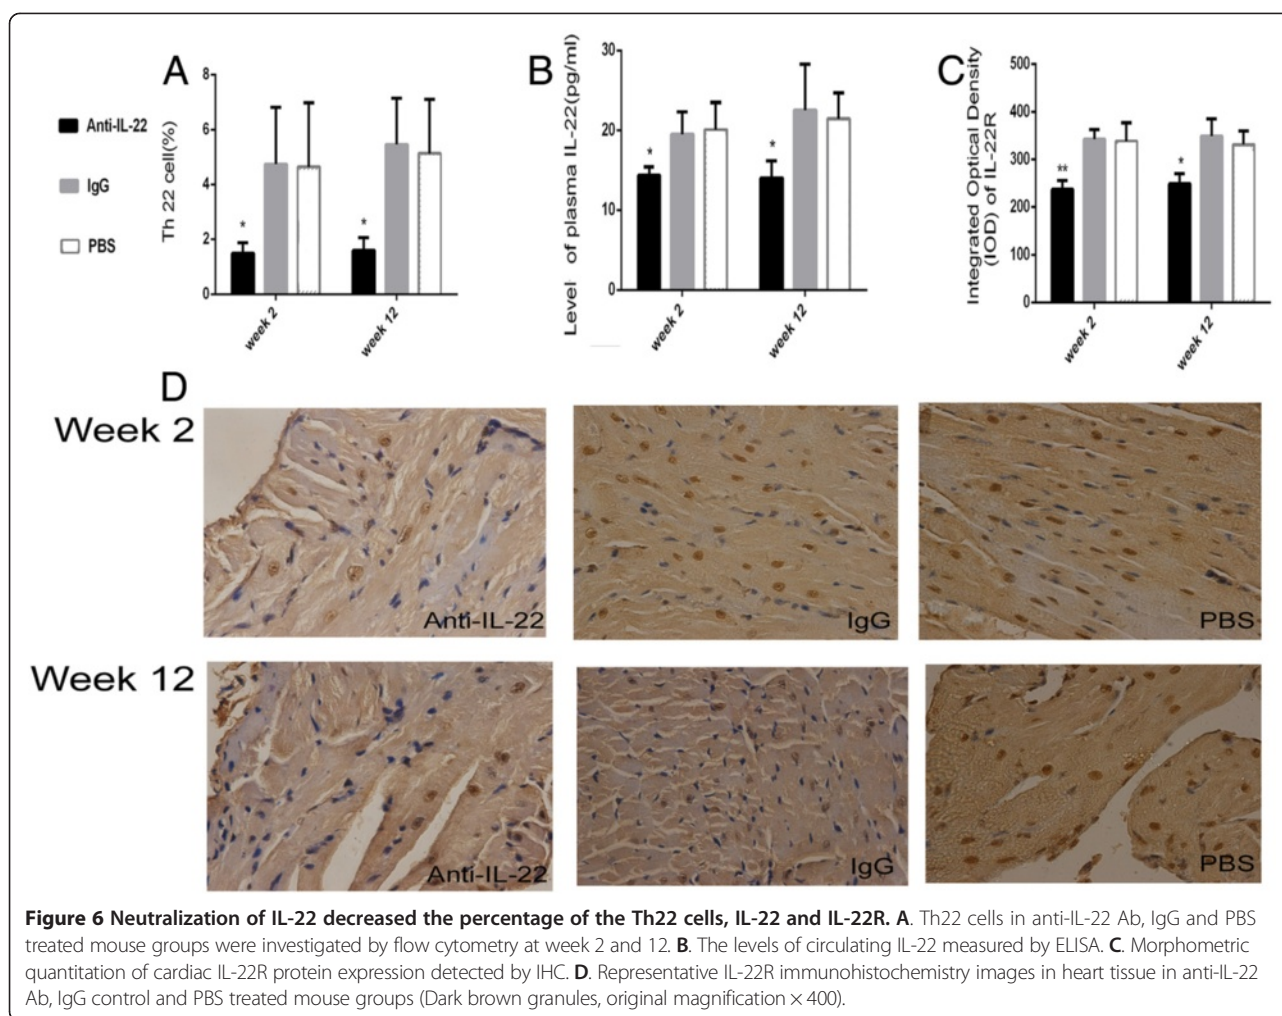 A
Anti-IL-22
IgG
PBS
Th 22 cell(%)
8
6
4
2
0
*
*
week 2
week 12
B
Level of plasma IL-22(pg/ml)
30
20
10
0
*
*
week 2
week 12
C
Integrated Optical Density
(IOD) of IL-22R
500
400
300
200
100
0
**
*
week 2
week 12
D
Week 2
Anti-IL-22
IgG
PBS
Week 12
Anti-IL-22
IgG
PBS
Figure 6 Neutralization of IL-22 decreased the percentage of the Th22 cells, IL-22 and IL-22R. A. Th22 cells in anti-IL-22 Ab, IgG and PBS
treated mouse groups were investigated by flow cytometry at week 2 and 12. B. The levels of circulating IL-22 measured by ELISA. C. Morphometric
quantitation of cardiac IL-22R protein expression detected by IHC. D. Representative IL-22R immunohistochemistry images in heart tissue in anti-IL-22
Ab, IgG control and PBS treated mouse groups (Dark brown granules, original magnification × 400).